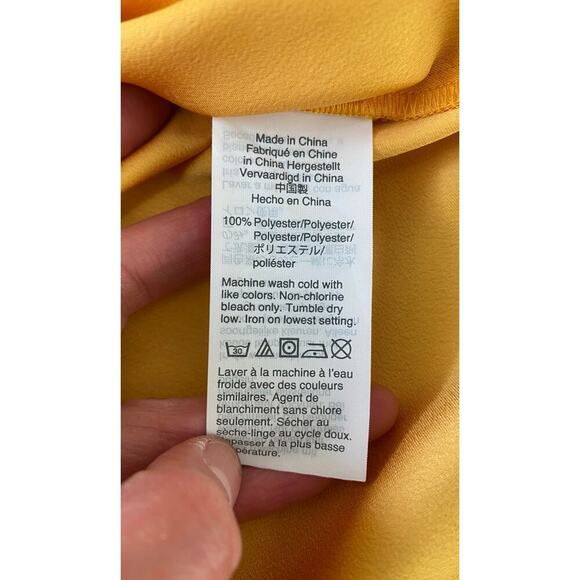 Made in China
Fabriqué en Chine
in China Hergestellt
Vervaardigd in China
中国製
Hecho en China
100% Polyester/Polyester/
Polyester/Polyester/
ポリエステル/
poliéster
Machine wash cold with
like colors. Non-chlorine
bleach only. Tumble dry
low. Iron on lowest setting.
30
Laver à la machine à l'eau
froide avec des couleurs
similaires. Agent de
blanchiment sans chlore
seulement. Sécher au
sèche-linge au cycle doux.
à la plus basse